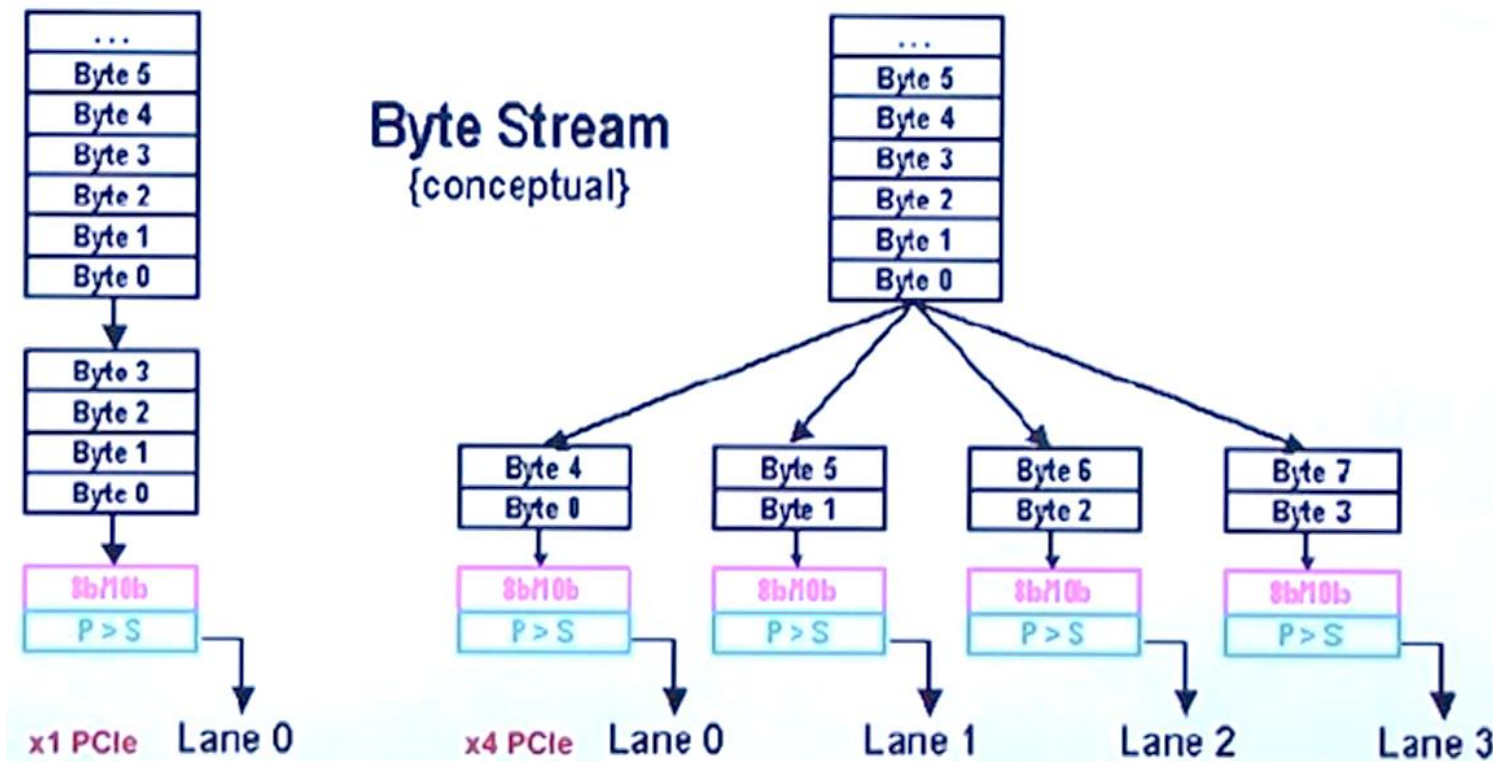 ...
Byte 5
Byte 4
Byte 3
Byte 2
Byte 1
Byte 0
Byte 3
Byte 2
Byte 1
Byte 0
8b/10b
P > S
x1 PCIe
Lane 0
Byte Stream
{conceptual}
...
Byte 5
Byte 4
Byte 3
Byte 2
Byte 1
Byte 0
Byte 4
Byte 0
8b/10b
P > S
Byte 5
Byte 1
8b/10b
P > S
Byte 6
Byte 2
8b/10b
P > S
Byte 7
Byte 3
8b/10b
P > S
x4 PCIe
Lane 0
Lane 1
Lane 2
Lane 3